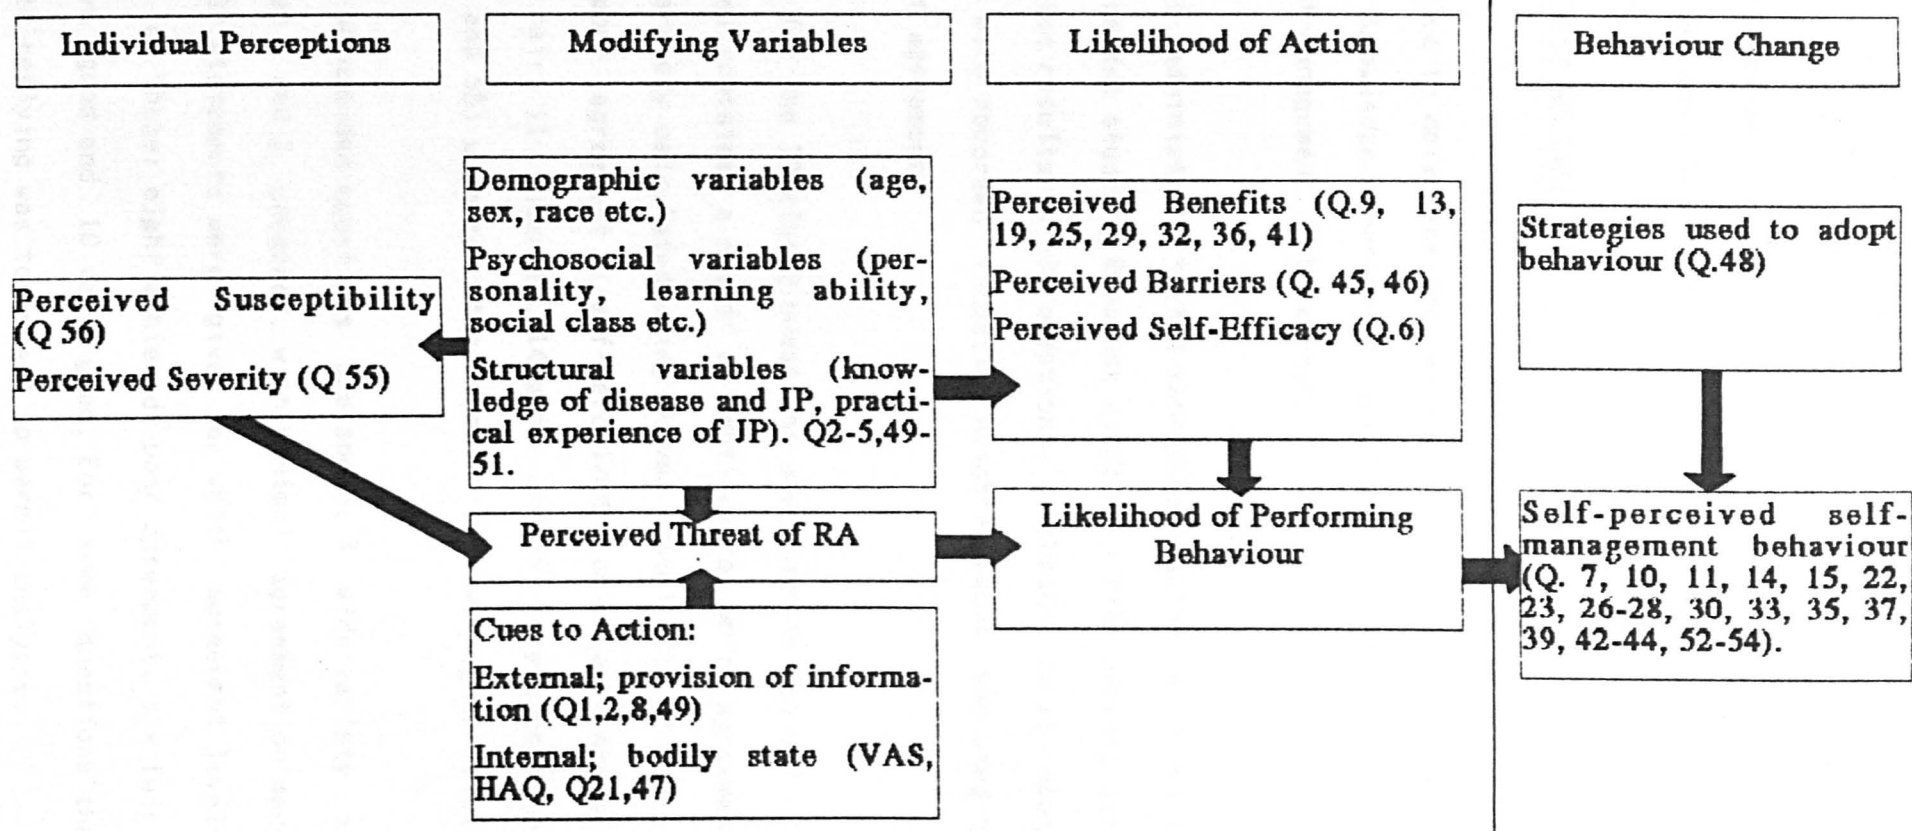 Individual Perceptions
Modifying Variables
Likelihood of Action
Behaviour Change
Perceived Susceptibility
(Q 56)
Perceived Severity (Q 55)
Demographic variables (age,
sex, race etc.)
Psychosocial variables (per-
sonality, learning ability,
social class etc.)
Structural variables (know-
ledge of disease and JP, practi-
cal experience of JP). Q2-5,49-
51.
Perceived Threat of RA
Cues to Action:
External; provision of informa-
tion (Q1,2,8,49)
Internal; bodily state (VAS,
HAQ, Q21,47)
Perceived Benefits (Q.9, 13,
19, 25, 29, 32, 36, 41)
Perceived Barriers (Q. 45, 46)
Perceived Self-Efficacy (Q.6)
Likelihood of Performing
Behaviour
Strategies used to adopt
behaviour (Q.48)
Self-perceived self-
management behaviour
(Q. 7, 10, 11, 14, 15, 22,
23, 26-28, 30, 33, 35, 37,
39, 42-44, 52-54).